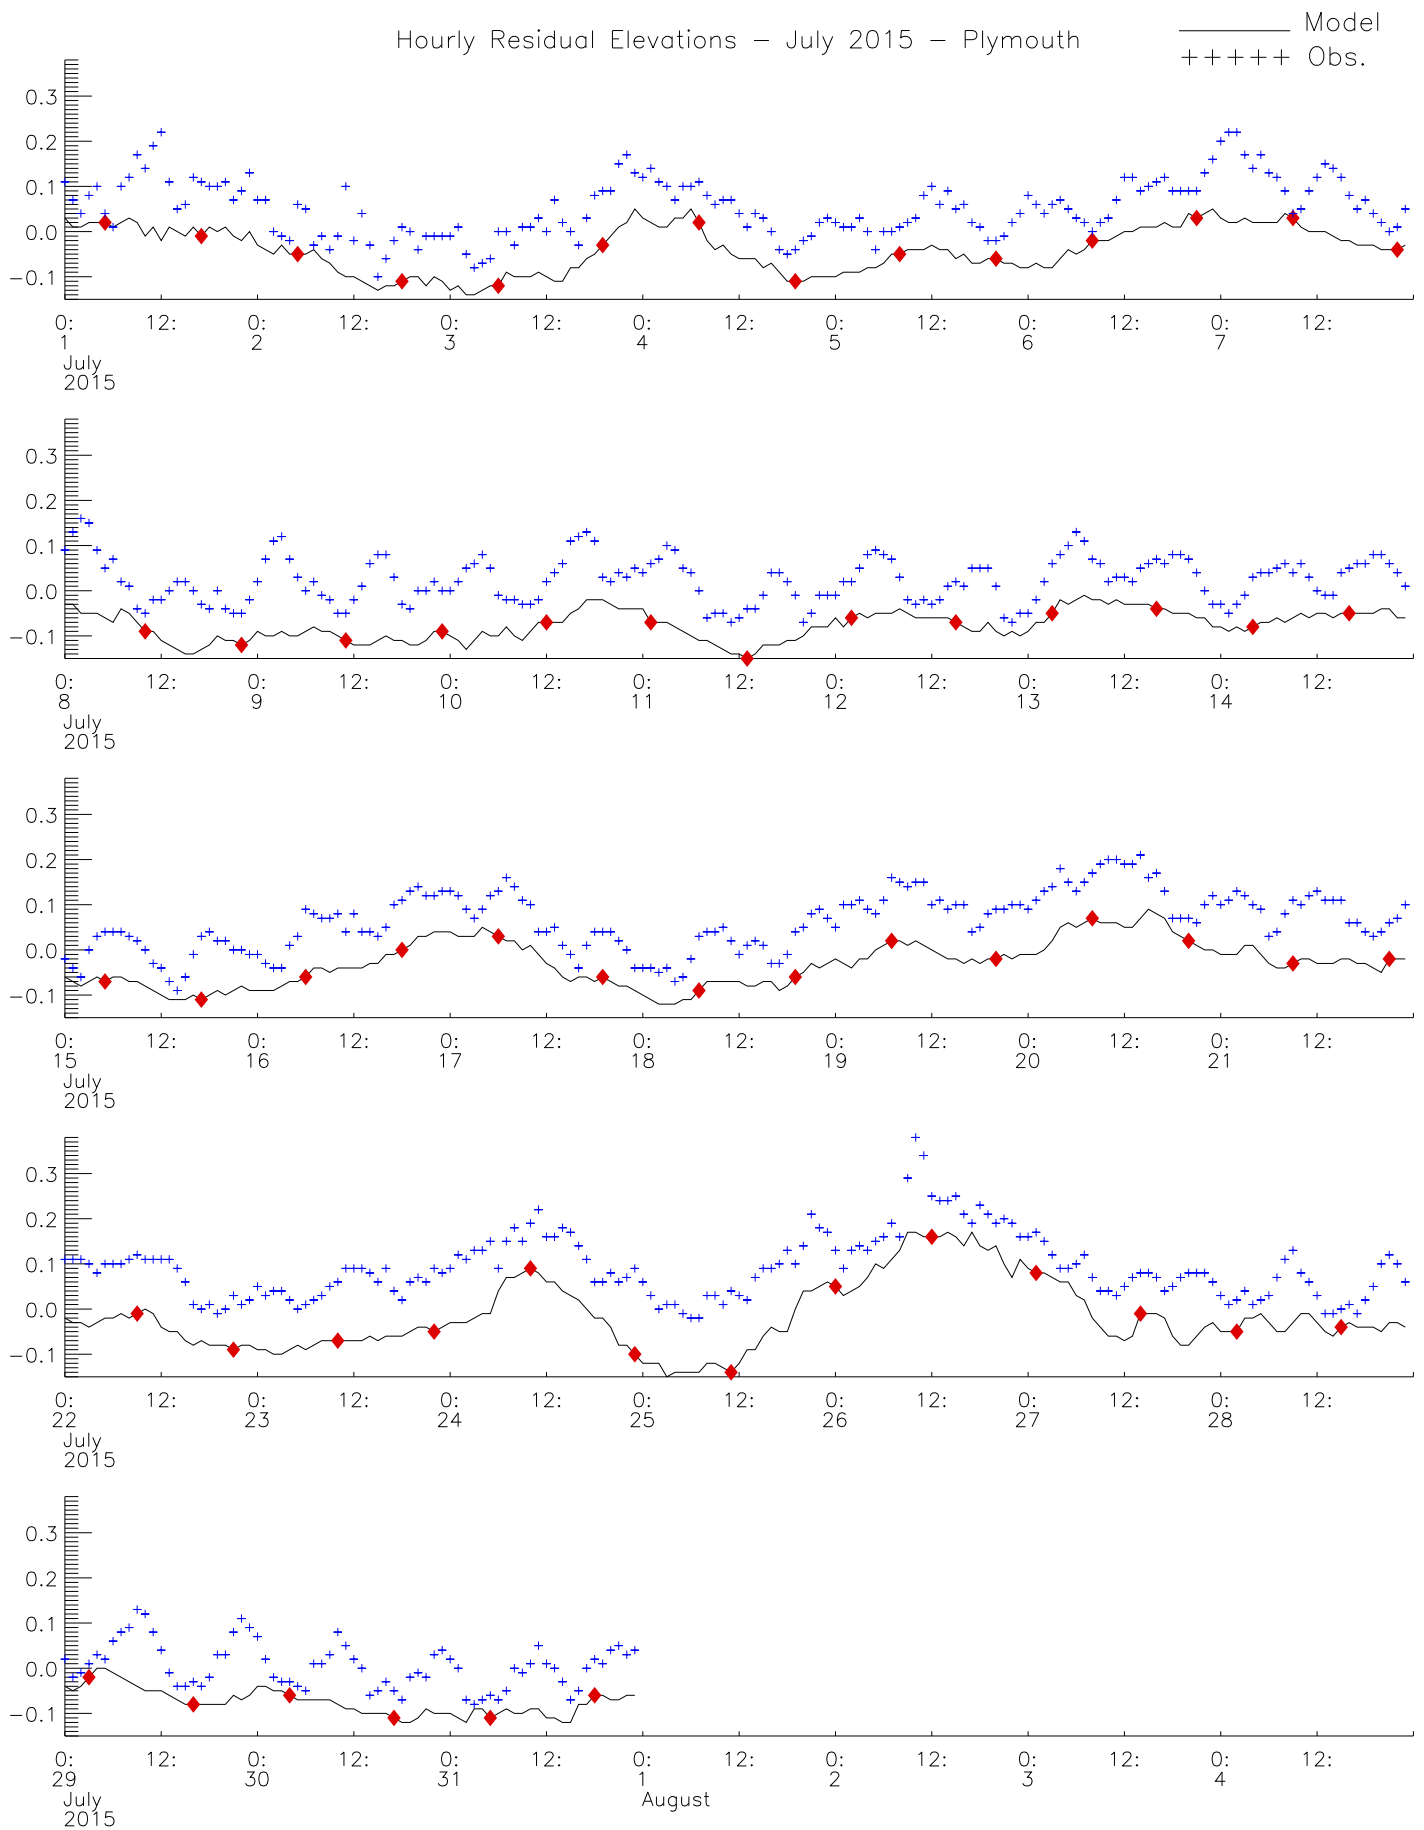 Hourly Residual Elevations – July 2015 – Plymouth
Model
+++++ Obs.
0.3
0.2
0.1
0.0
−0.1
0: 12: 0: 12: 0: 12: 0: 12: 0: 12: 0: 12: 0: 12:
1 2 3 4 5 6 7
July
2015
0.3
0.2
0.1
0.0
−0.1
0: 12: 0: 12: 0: 12: 0: 12: 0: 12: 0: 12: 0: 12:
8 9 10 11 12 13 14
July
2015
0.3
0.2
0.1
0.0
−0.1
0: 12: 0: 12: 0: 12: 0: 12: 0: 12: 0: 12: 0: 12:
15 16 17 18 19 20 21
July
2015
0.3
0.2
0.1
0.0
−0.1
0: 12: 0: 12: 0: 12: 0: 12: 0: 12: 0: 12: 0: 12:
22 23 24 25 26 27 28
July
2015
0.3
0.2
0.1
0.0
−0.1
0: 12: 0: 12: 0: 12: 0: 12: 0: 12: 0: 12: 0: 12:
29 30 31 1 2 3 4
July August
2015